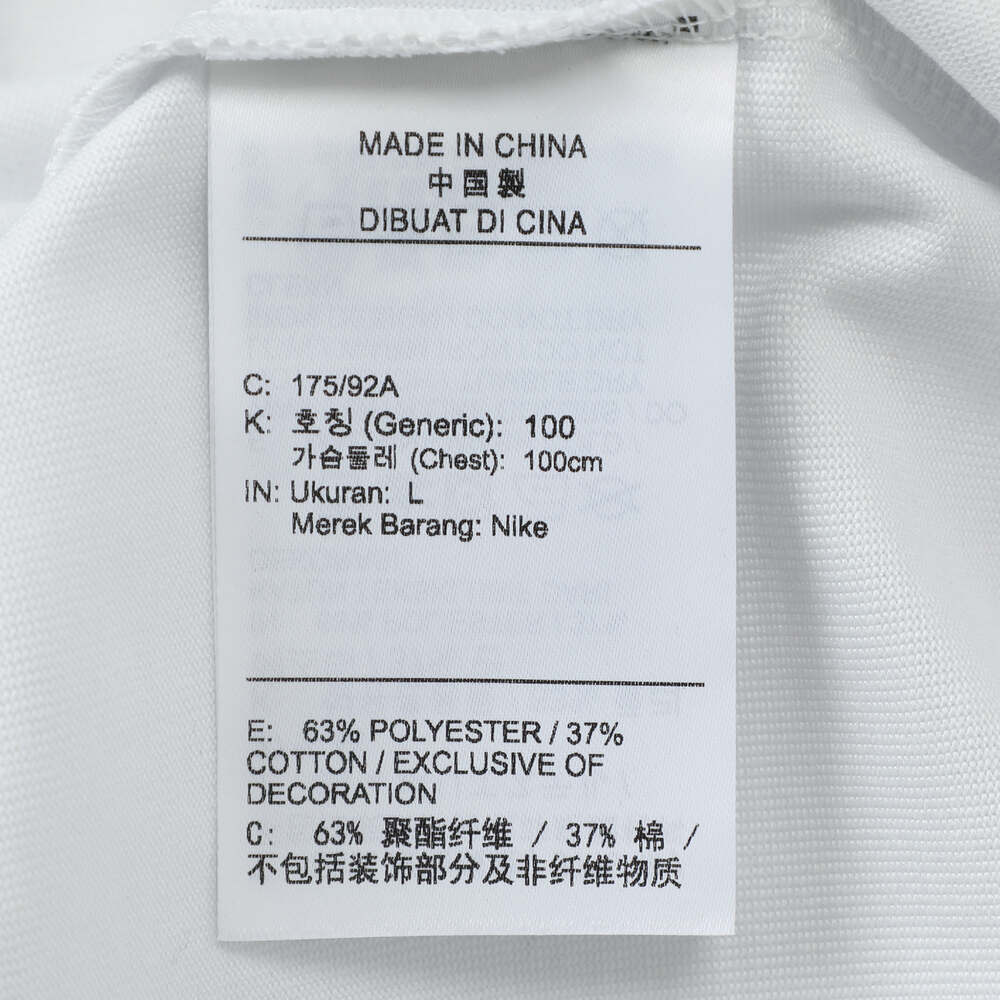 MADE IN CHINA
中国製
DIBUAT DI CINA
C: 175/92A
K: 호칭 (Generic): 100
가슴둘레 (Chest): 100cm
IN: Ukuran: L
Merek Barang: Nike
E: 63% POLYESTER / 37%
COTTON / EXCLUSIVE OF
DECORATION
C: 63% 聚酯纤维 / 37% 棉 /
不包括装饰部分及非纤维物质